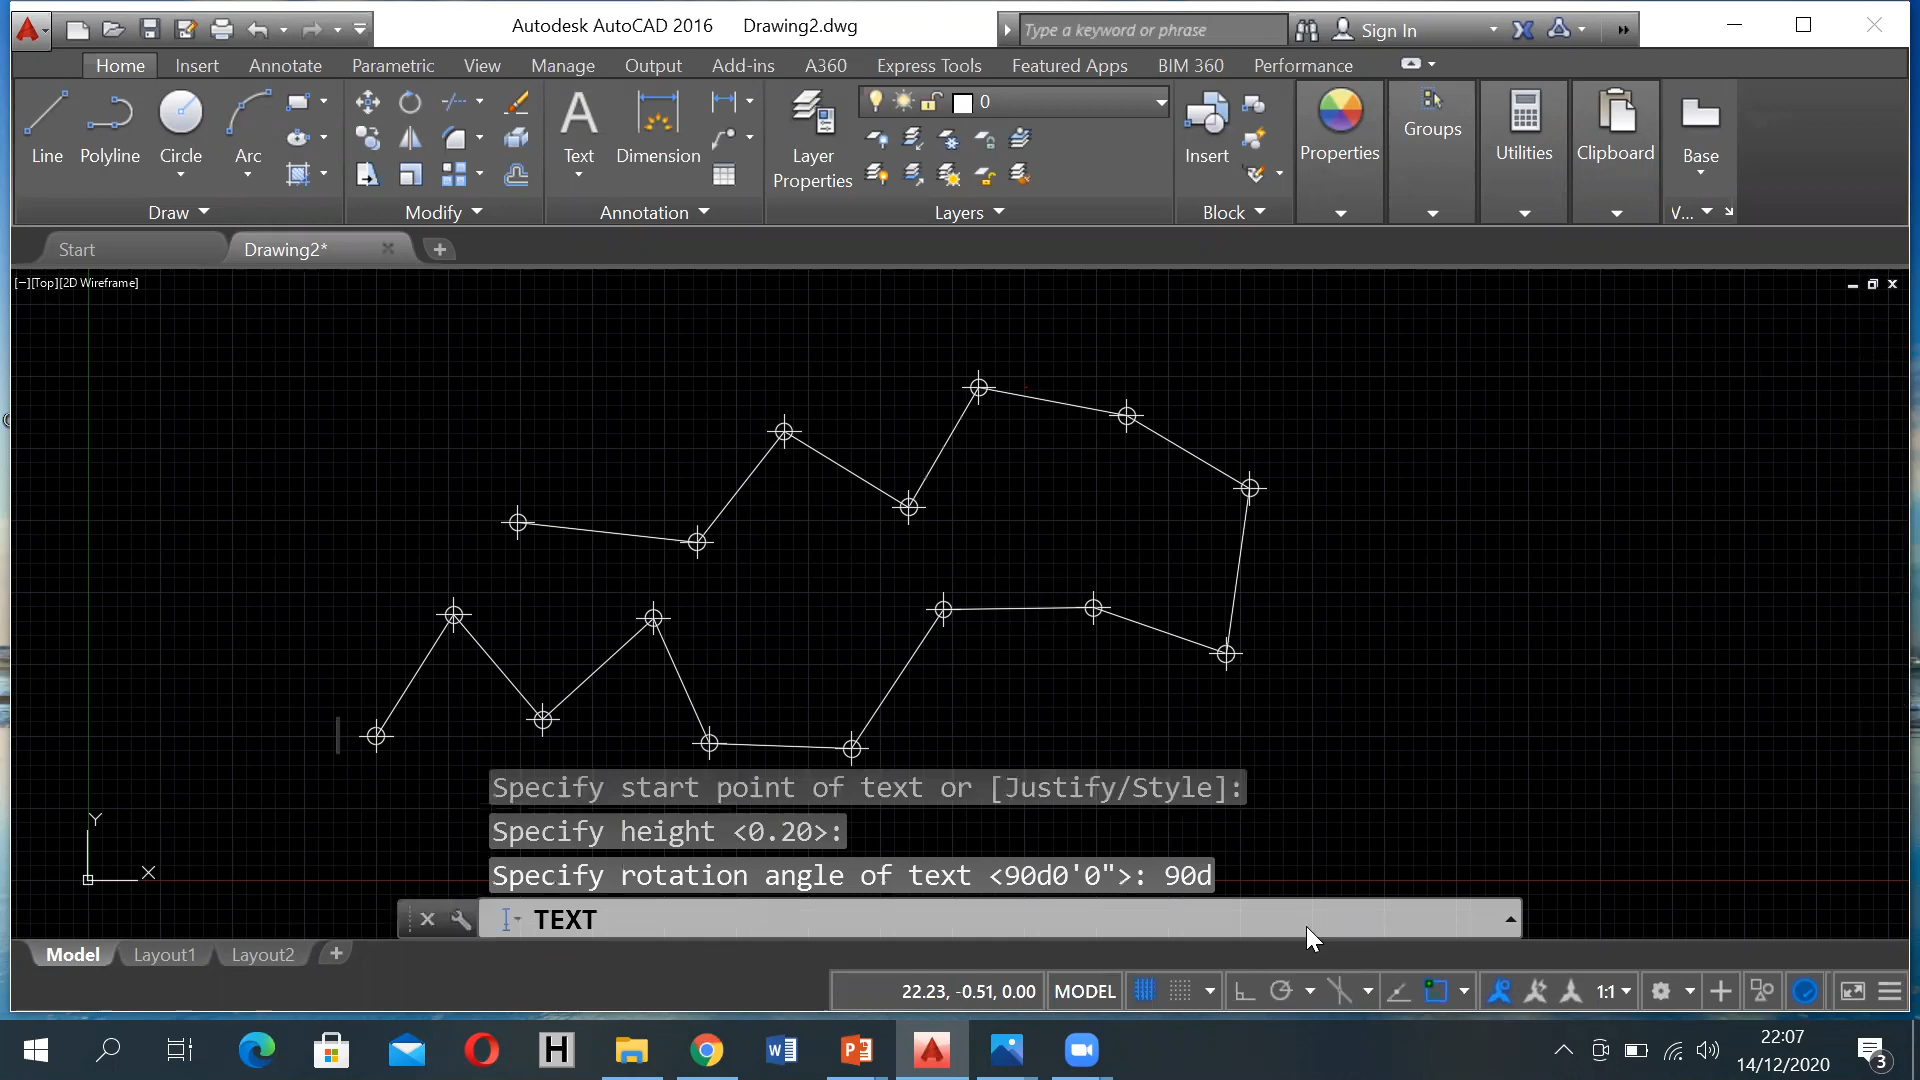 Autodesk AutoCAD 2016 Drawing2.dwg
Type a keyword or phrase
Sign In
Home Insert Annotate Parametric View Manage Output Add-ins A360 Express Tools Featured Apps BIM 360 Performance
0
Line Polyline Circle Arc
Text Dimension
Layer
Properties
Insert
Properties
Groups
Utilities
Clipboard
Base
Draw Modify Annotation Layers Block V...
Start Drawing2*
[−][Top][2D Wireframe]
Y
X
Specify start point of text or [Justify/Style]:
Specify height <0.20>:
Specify rotation angle of text <90d0'0">: 90d
TEXT
Model Layout1 Layout2
22.23, -0.51, 0.00 MODEL 1:1
H
22:07
14/12/2020
3